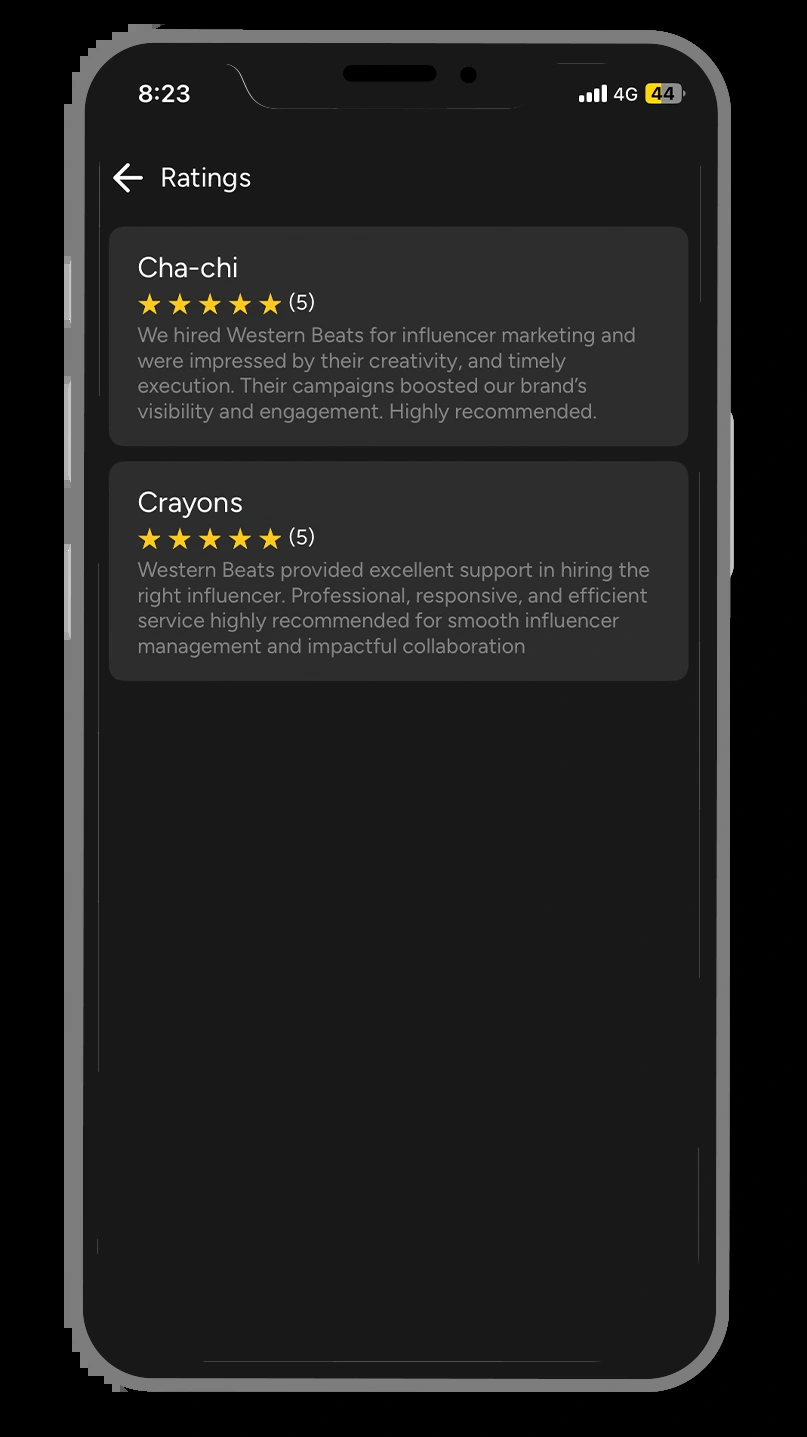 8:23
4G 44
Ratings
Cha-chi
(5)
We hired Western Beats for influencer marketing and
were impressed by their creativity, and timely
execution. Their campaigns boosted our brand’s
visibility and engagement. Highly recommended.
Crayons
(5)
Western Beats provided excellent support in hiring the
right influencer. Professional, responsive, and efficient
service highly recommended for smooth influencer
management and impactful collaboration